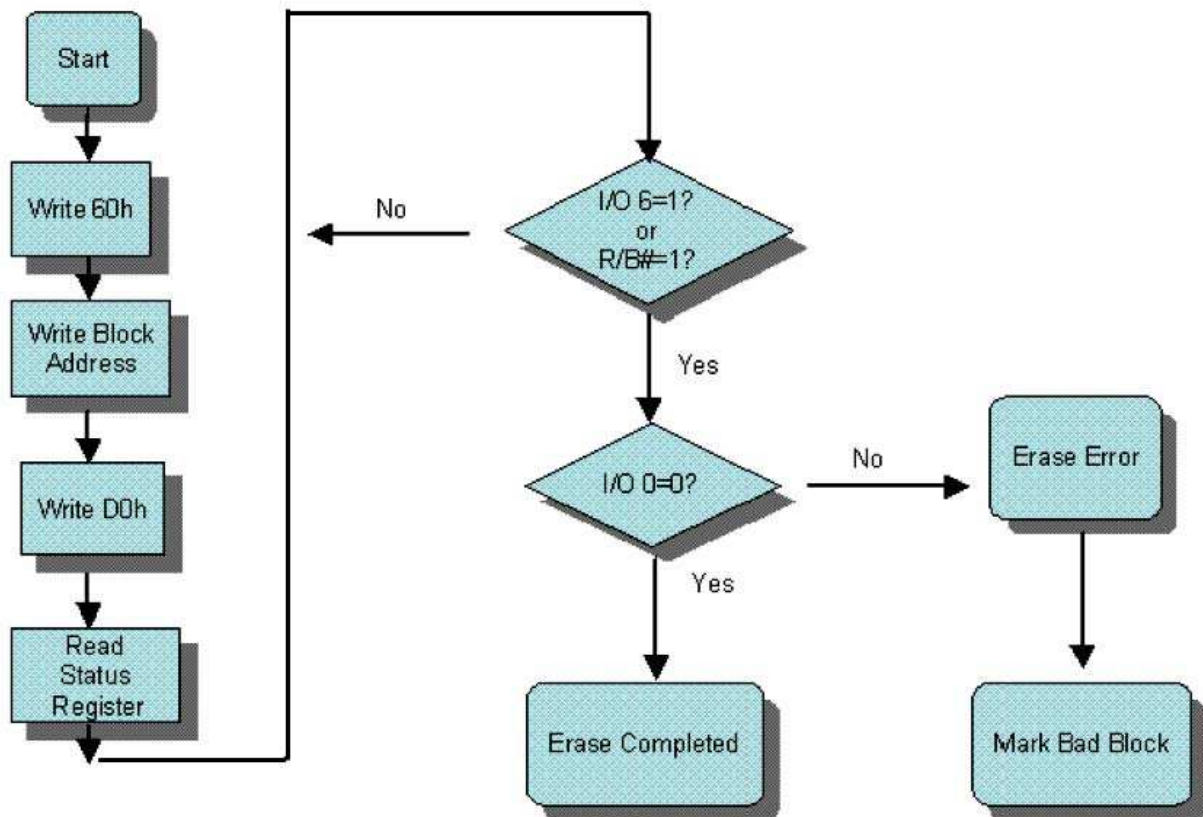 Start
Write 60h
Write Block
Address
Write D0h
Read
Status
Register
I/O 6=1?
or
R/B#=1?
No
Yes
I/O 0=0?
No
Yes
Erase Error
Erase Completed
Mark Bad Block